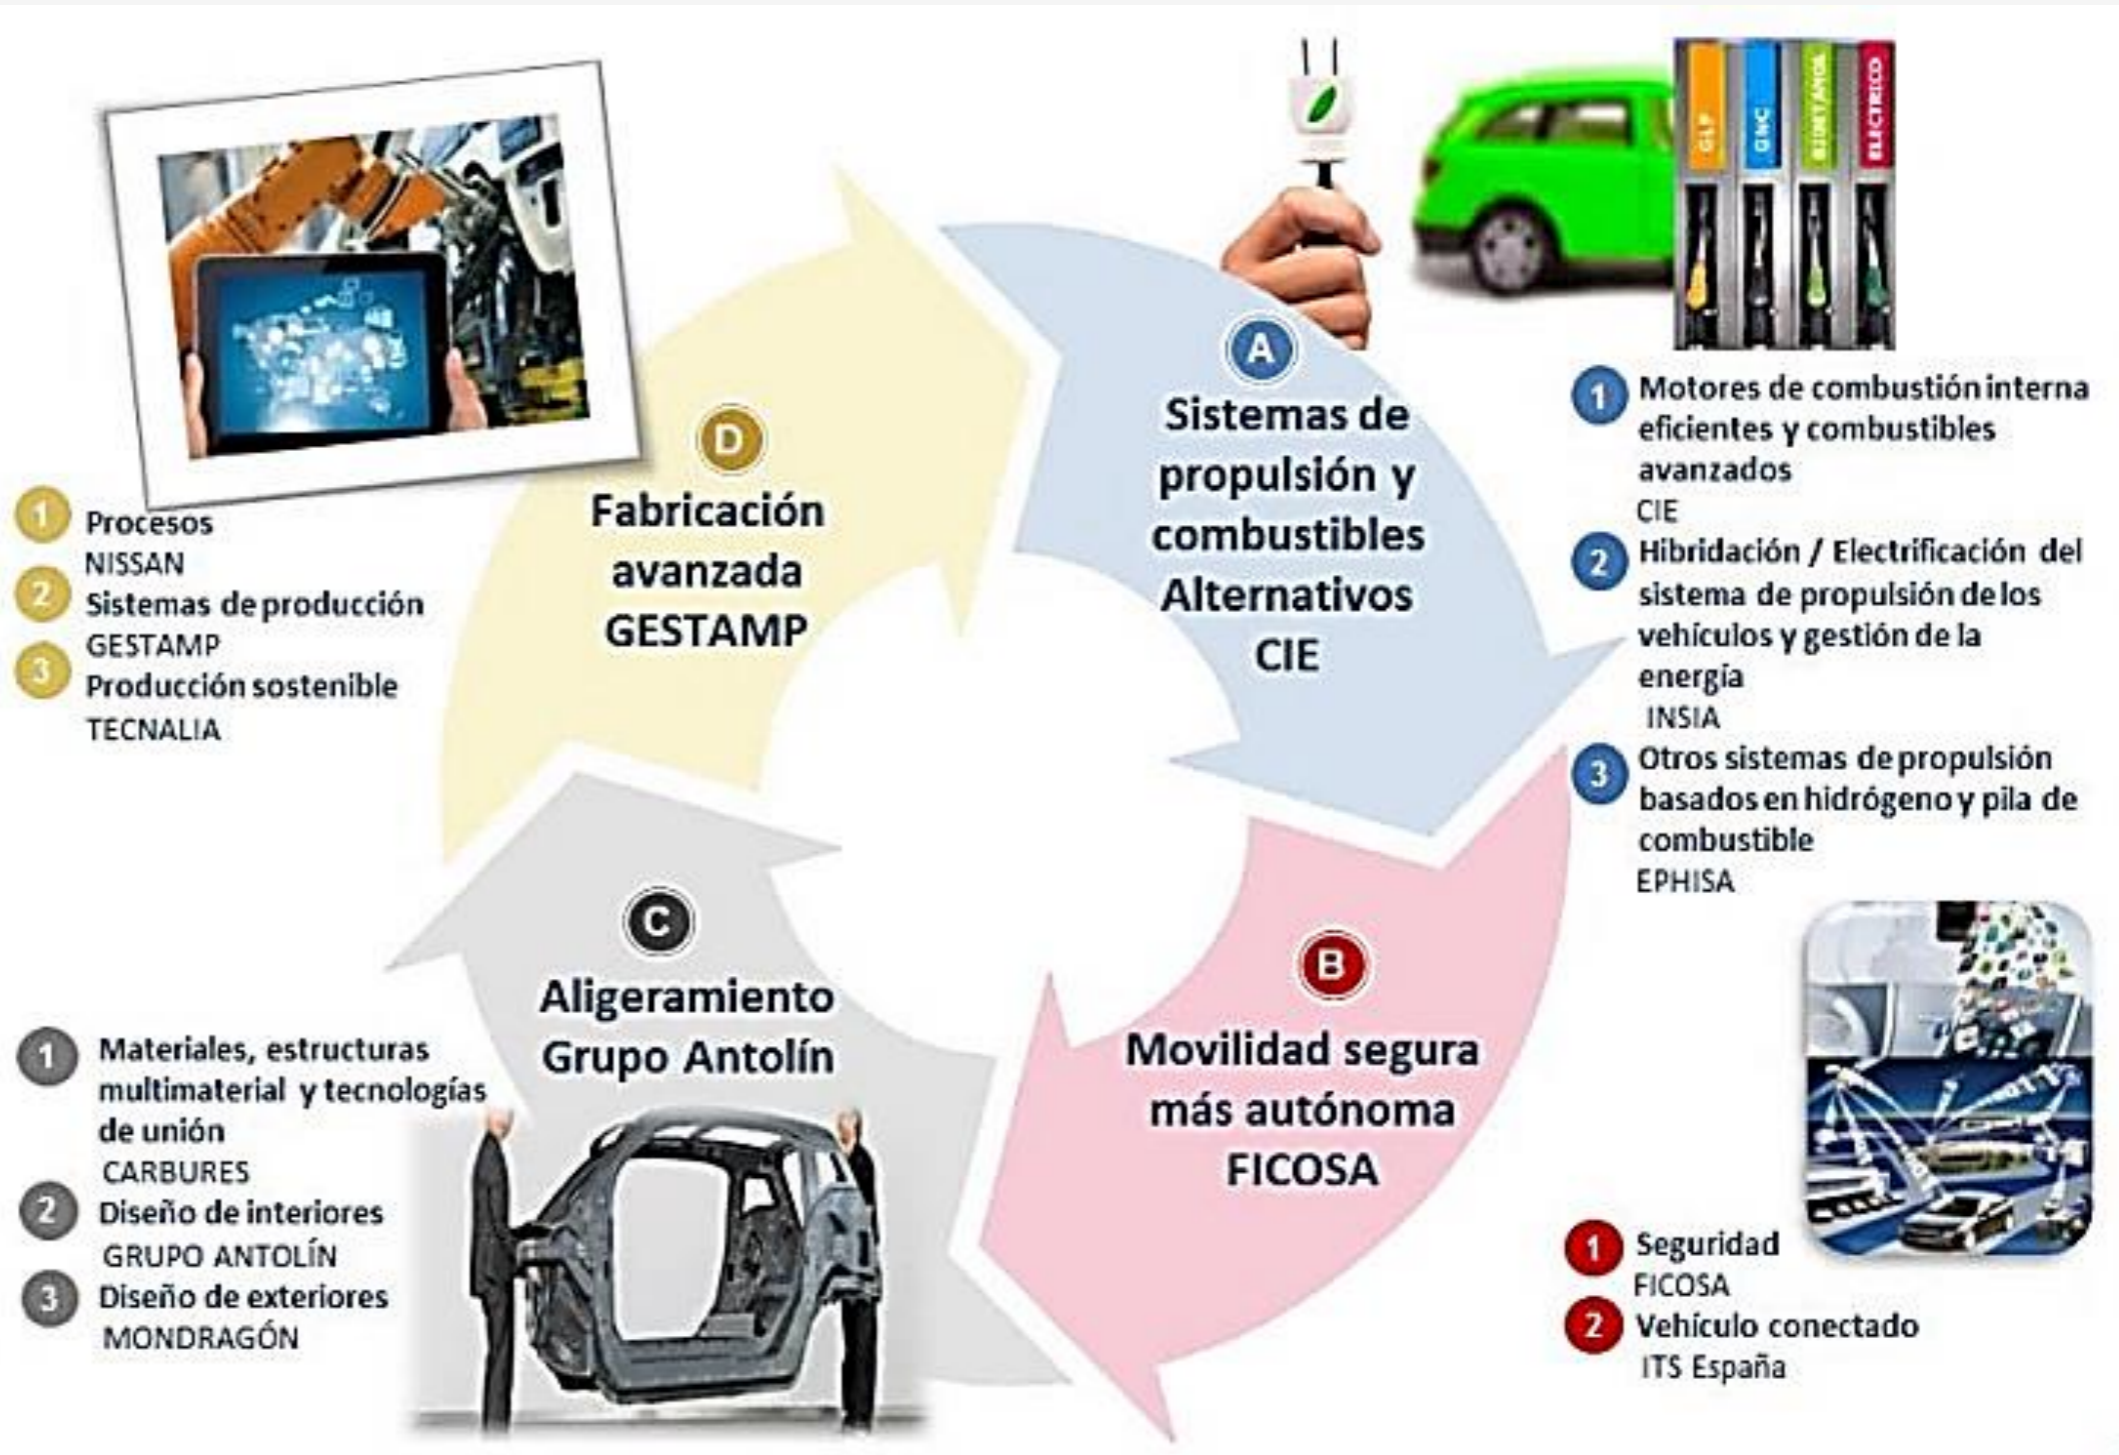 GLP
GNC
BIOETANOL
ELECTRICO
A
Sistemas de
propulsión y
combustibles
Alternativos
CIE
1 Motores de combustión interna
eficientes y combustibles
avanzados
CIE
2 Hibridación / Electrificación del
sistema de propulsión de los
vehículos y gestión de la
energía
INSIA
3 Otros sistemas de propulsión
basados en hidrógeno y pila de
combustible
EPHISA
B
Movilidad segura
más autónoma
FICOSA
1 Seguridad
FICOSA
2 Vehículo conectado
ITS España
C
Aligeramiento
Grupo Antolín
1 Materiales, estructuras
multimaterial y tecnologías
de unión
CARBURES
2 Diseño de interiores
GRUPO ANTOLÍN
3 Diseño de exteriores
MONDRAGÓN
D
Fabricación
avanzada
GESTAMP
1 Procesos
NISSAN
2 Sistemas de producción
GESTAMP
3 Producción sostenible
TECNALIA